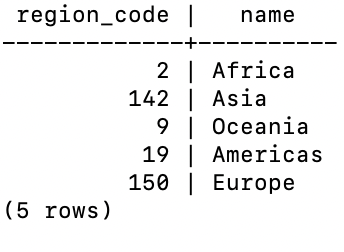 region_code |   name
-------------+----------
           2 | Africa
         142 | Asia
           9 | Oceania
          19 | Americas
         150 | Europe
(5 rows)